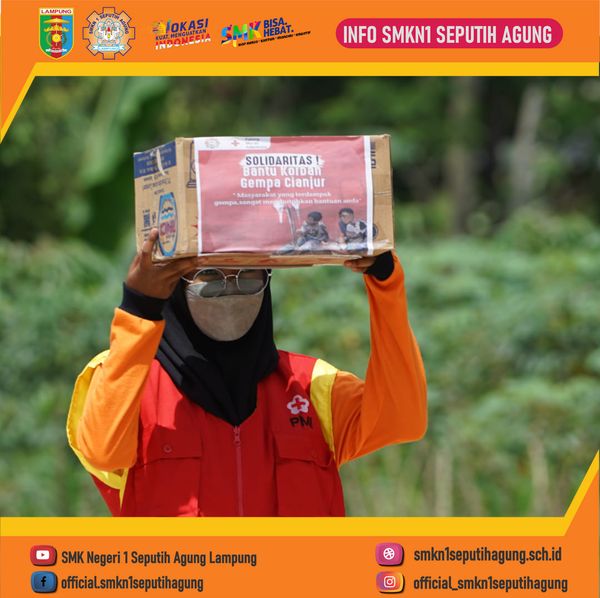 LAMPUNG
VOKASI
KUAT, MENGUATKAN
INDONESIA
SMK BISA.
HEBAT.
INFO SMKN1 SEPUTIH AGUNG
SOLIDARITAS !
Bantu Korban
Gempa Cianjur
" Masyarakat yang terdampak
gempa,sangat membutuhkan bantuan anda"
PMI
SMK Negeri 1 Seputih Agung Lampung
official.smkn1seputihagung
smkn1seputihagung.sch.id
official_smkn1seputihagung